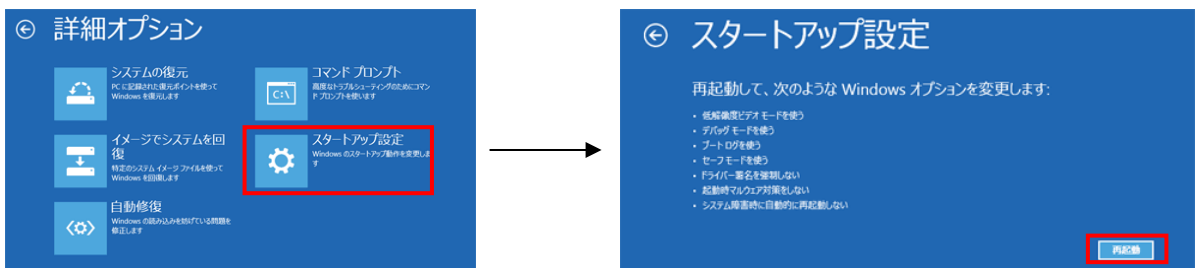 詳細オプション
システムの復元
PC に記録された復元ポイントを使って
Windows を復元します
コマンド プロンプト
高度なトラブルシューティングのためにコマン
ド プロンプトを使います
C:\
イメージでシステムを回
復
特定のシステム イメージ ファイルを使って
Windows を回復します
スタートアップ設定
Windows のスタートアップ動作を変更しま
す
自動修復
Windows の読み込みを妨げている問題を
修正します
スタートアップ設定
再起動して、次のような Windows オプションを変更します:
• 低解像度ビデオ モードを使う
• デバッグ モードを使う
• ブート ログを使う
• セーフ モードを使う
• ドライバー署名を強制しない
• 起動時マルウェア対策をしない
• システム障害時に自動的に再起動しない
再起動